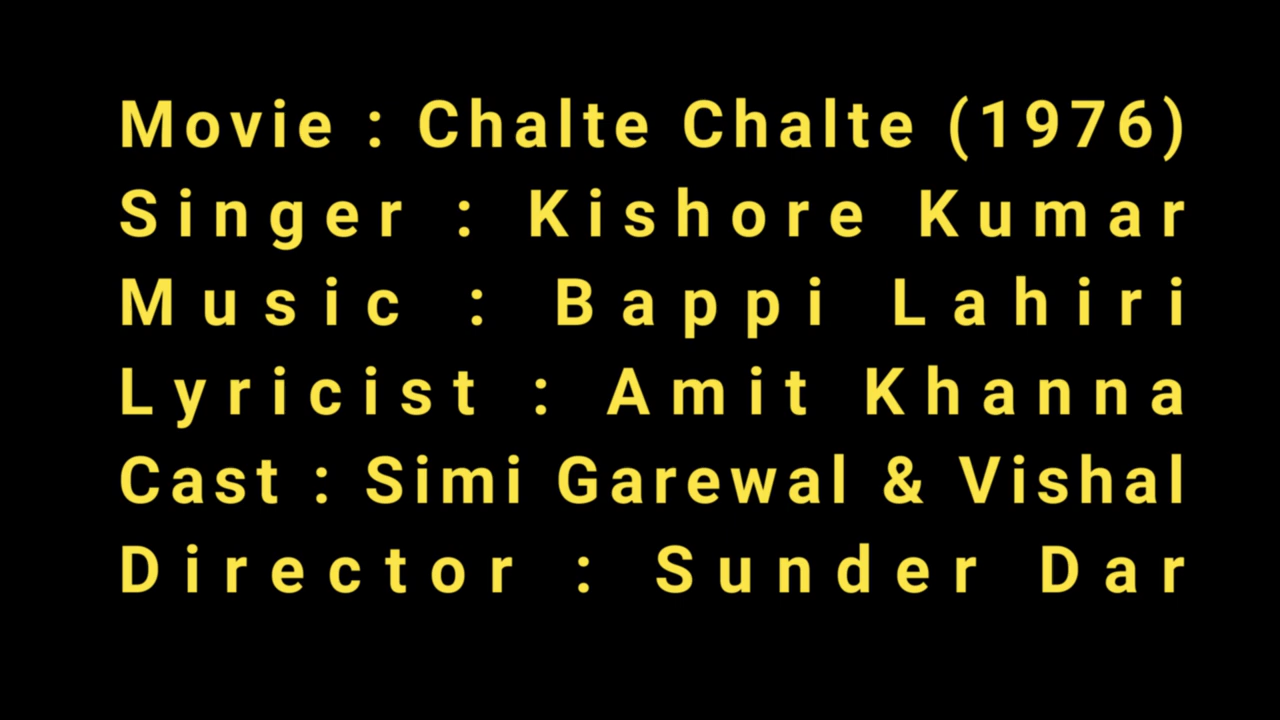 Movie : Chalte Chalte (1976)
Singer : Kishore Kumar
Music : Bappi Lahiri
Lyricist : Amit Khanna
Cast : Simi Garewal & Vishal
Director : Sunder Dar